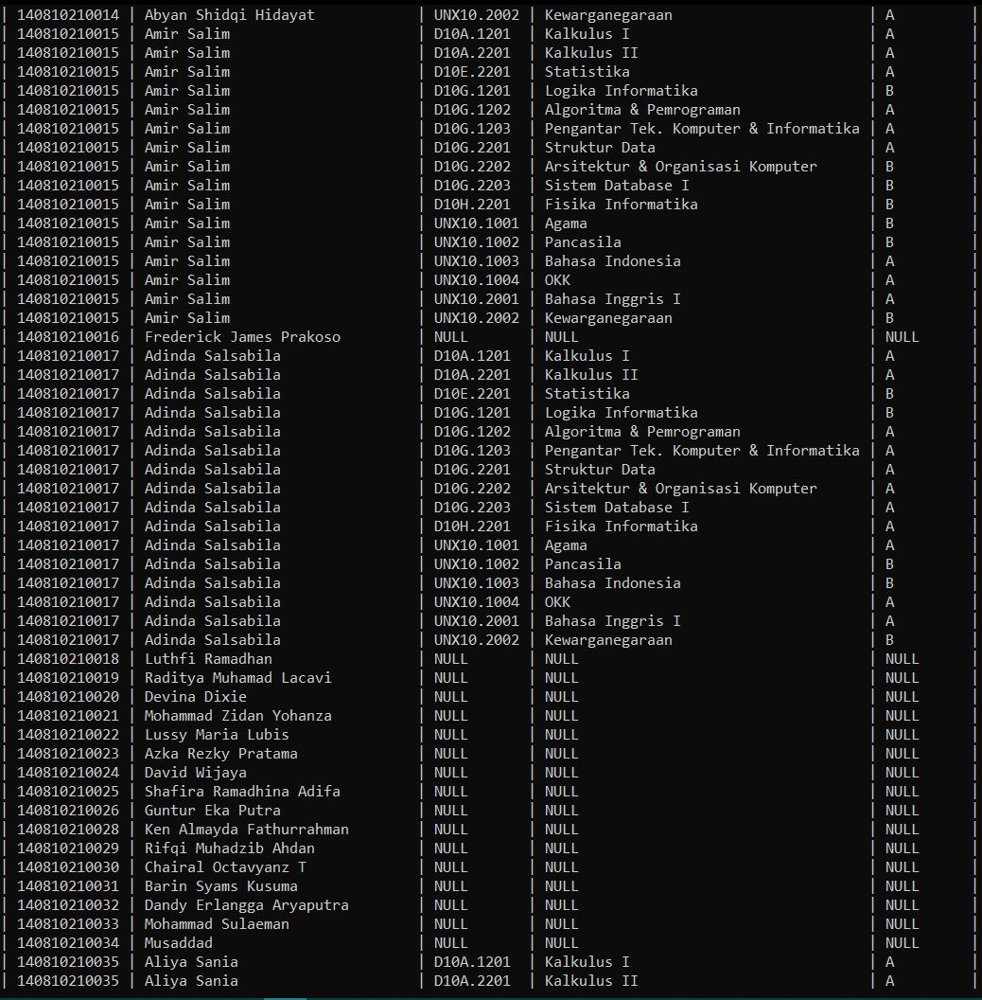 | 140810210014 | Abyan Shidqi Hidayat | UNX10.2002 | Kewarganegaraan | A |
| 140810210015 | Amir Salim | D10A.1201 | Kalkulus I | A |
| 140810210015 | Amir Salim | D10A.2201 | Kalkulus II | A |
| 140810210015 | Amir Salim | D10E.2201 | Statistika | A |
| 140810210015 | Amir Salim | D10G.1201 | Logika Informatika | B |
| 140810210015 | Amir Salim | D10G.1202 | Algoritma & Pemrograman | A |
| 140810210015 | Amir Salim | D10G.1203 | Pengantar Tek. Komputer & Informatika | A |
| 140810210015 | Amir Salim | D10G.2201 | Struktur Data | A |
| 140810210015 | Amir Salim | D10G.2202 | Arsitektur & Organisasi Komputer | B |
| 140810210015 | Amir Salim | D10G.2203 | Sistem Database I | B |
| 140810210015 | Amir Salim | D10H.2201 | Fisika Informatika | B |
| 140810210015 | Amir Salim | UNX10.1001 | Agama | B |
| 140810210015 | Amir Salim | UNX10.1002 | Pancasila | B |
| 140810210015 | Amir Salim | UNX10.1003 | Bahasa Indonesia | A |
| 140810210015 | Amir Salim | UNX10.1004 | OKK | A |
| 140810210015 | Amir Salim | UNX10.2001 | Bahasa Inggris I | A |
| 140810210015 | Amir Salim | UNX10.2002 | Kewarganegaraan | B |
| 140810210016 | Frederick James Prakoso | NULL | NULL | NULL |
| 140810210017 | Adinda Salsabila | D10A.1201 | Kalkulus I | A |
| 140810210017 | Adinda Salsabila | D10A.2201 | Kalkulus II | A |
| 140810210017 | Adinda Salsabila | D10E.2201 | Statistika | B |
| 140810210017 | Adinda Salsabila | D10G.1201 | Logika Informatika | B |
| 140810210017 | Adinda Salsabila | D10G.1202 | Algoritma & Pemrograman | A |
| 140810210017 | Adinda Salsabila | D10G.1203 | Pengantar Tek. Komputer & Informatika | A |
| 140810210017 | Adinda Salsabila | D10G.2201 | Struktur Data | A |
| 140810210017 | Adinda Salsabila | D10G.2202 | Arsitektur & Organisasi Komputer | A |
| 140810210017 | Adinda Salsabila | D10G.2203 | Sistem Database I | A |
| 140810210017 | Adinda Salsabila | D10H.2201 | Fisika Informatika | A |
| 140810210017 | Adinda Salsabila | UNX10.1001 | Agama | A |
| 140810210017 | Adinda Salsabila | UNX10.1002 | Pancasila | B |
| 140810210017 | Adinda Salsabila | UNX10.1003 | Bahasa Indonesia | B |
| 140810210017 | Adinda Salsabila | UNX10.1004 | OKK | A |
| 140810210017 | Adinda Salsabila | UNX10.2001 | Bahasa Inggris I | A |
| 140810210017 | Adinda Salsabila | UNX10.2002 | Kewarganegaraan | B |
| 140810210018 | Luthfi Ramadhan | NULL | NULL | NULL |
| 140810210019 | Raditya Muhamad Lacavi | NULL | NULL | NULL |
| 140810210020 | Devina Dixie | NULL | NULL | NULL |
| 140810210021 | Mohammad Zidan Yohanza | NULL | NULL | NULL |
| 140810210022 | Lussy Maria Lubis | NULL | NULL | NULL |
| 140810210023 | Azka Rezky Pratama | NULL | NULL | NULL |
| 140810210024 | David Wijaya | NULL | NULL | NULL |
| 140810210025 | Shafira Ramadhina Adifa | NULL | NULL | NULL |
| 140810210026 | Guntur Eka Putra | NULL | NULL | NULL |
| 140810210028 | Ken Almayda Fathurrahman | NULL | NULL | NULL |
| 140810210029 | Rifqi Muhadzib Ahdan | NULL | NULL | NULL |
| 140810210030 | Chairal Octavyanz T | NULL | NULL | NULL |
| 140810210031 | Barin Syams Kusuma | NULL | NULL | NULL |
| 140810210032 | Dandy Erlangga Aryaputra | NULL | NULL | NULL |
| 140810210033 | Mohammad Sulaeman | NULL | NULL | NULL |
| 140810210034 | Musaddad | NULL | NULL | NULL |
| 140810210035 | Aliya Sania | D10A.1201 | Kalkulus I | A |
| 140810210035 | Aliya Sania | D10A.2201 | Kalkulus II | A |